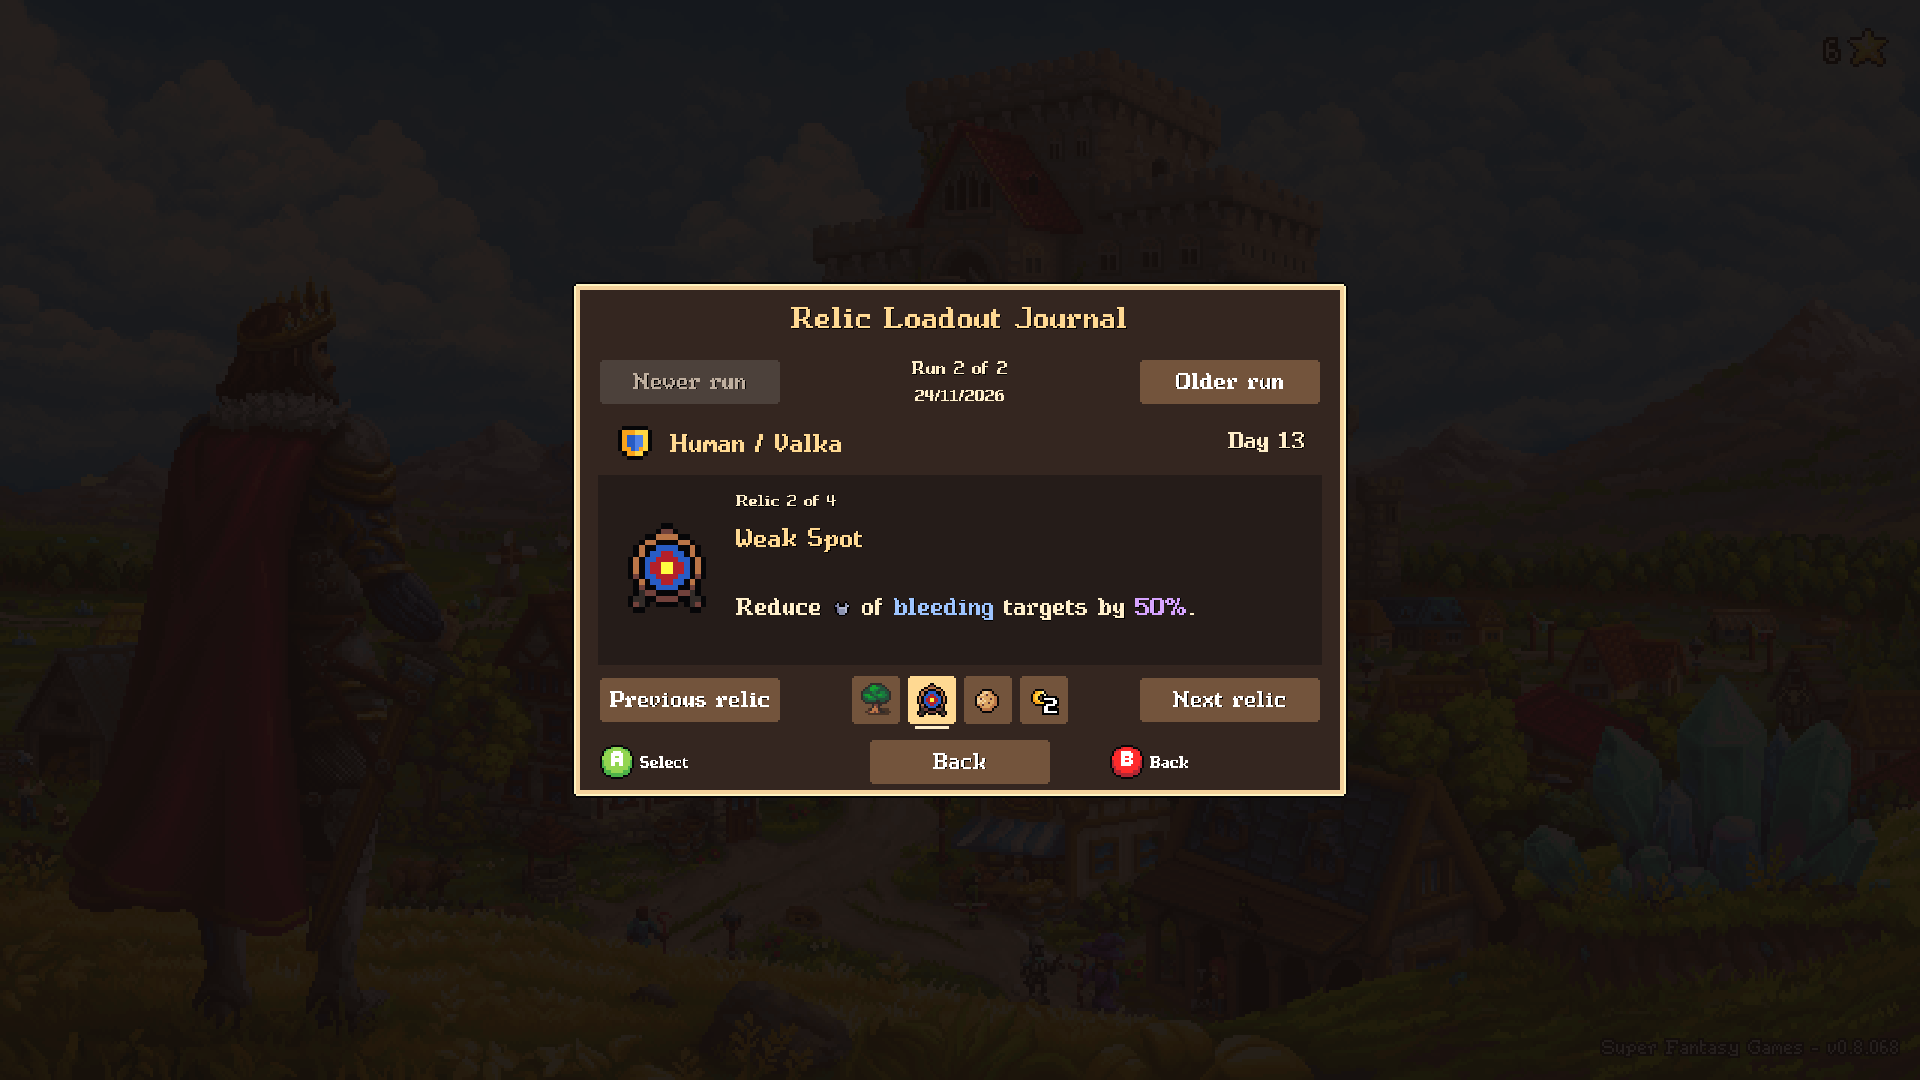 6
Relic Loadout Journal
Newer run
Run 2 of 2
24/11/2026
Older run
Human / Valka
Day 13
Relic 2 of 4
Weak Spot
Reduce of bleeding targets by 50%.
Previous relic
2
Next relic
A Select
Back
B Back
Super Fantasy Games - v0.8.068